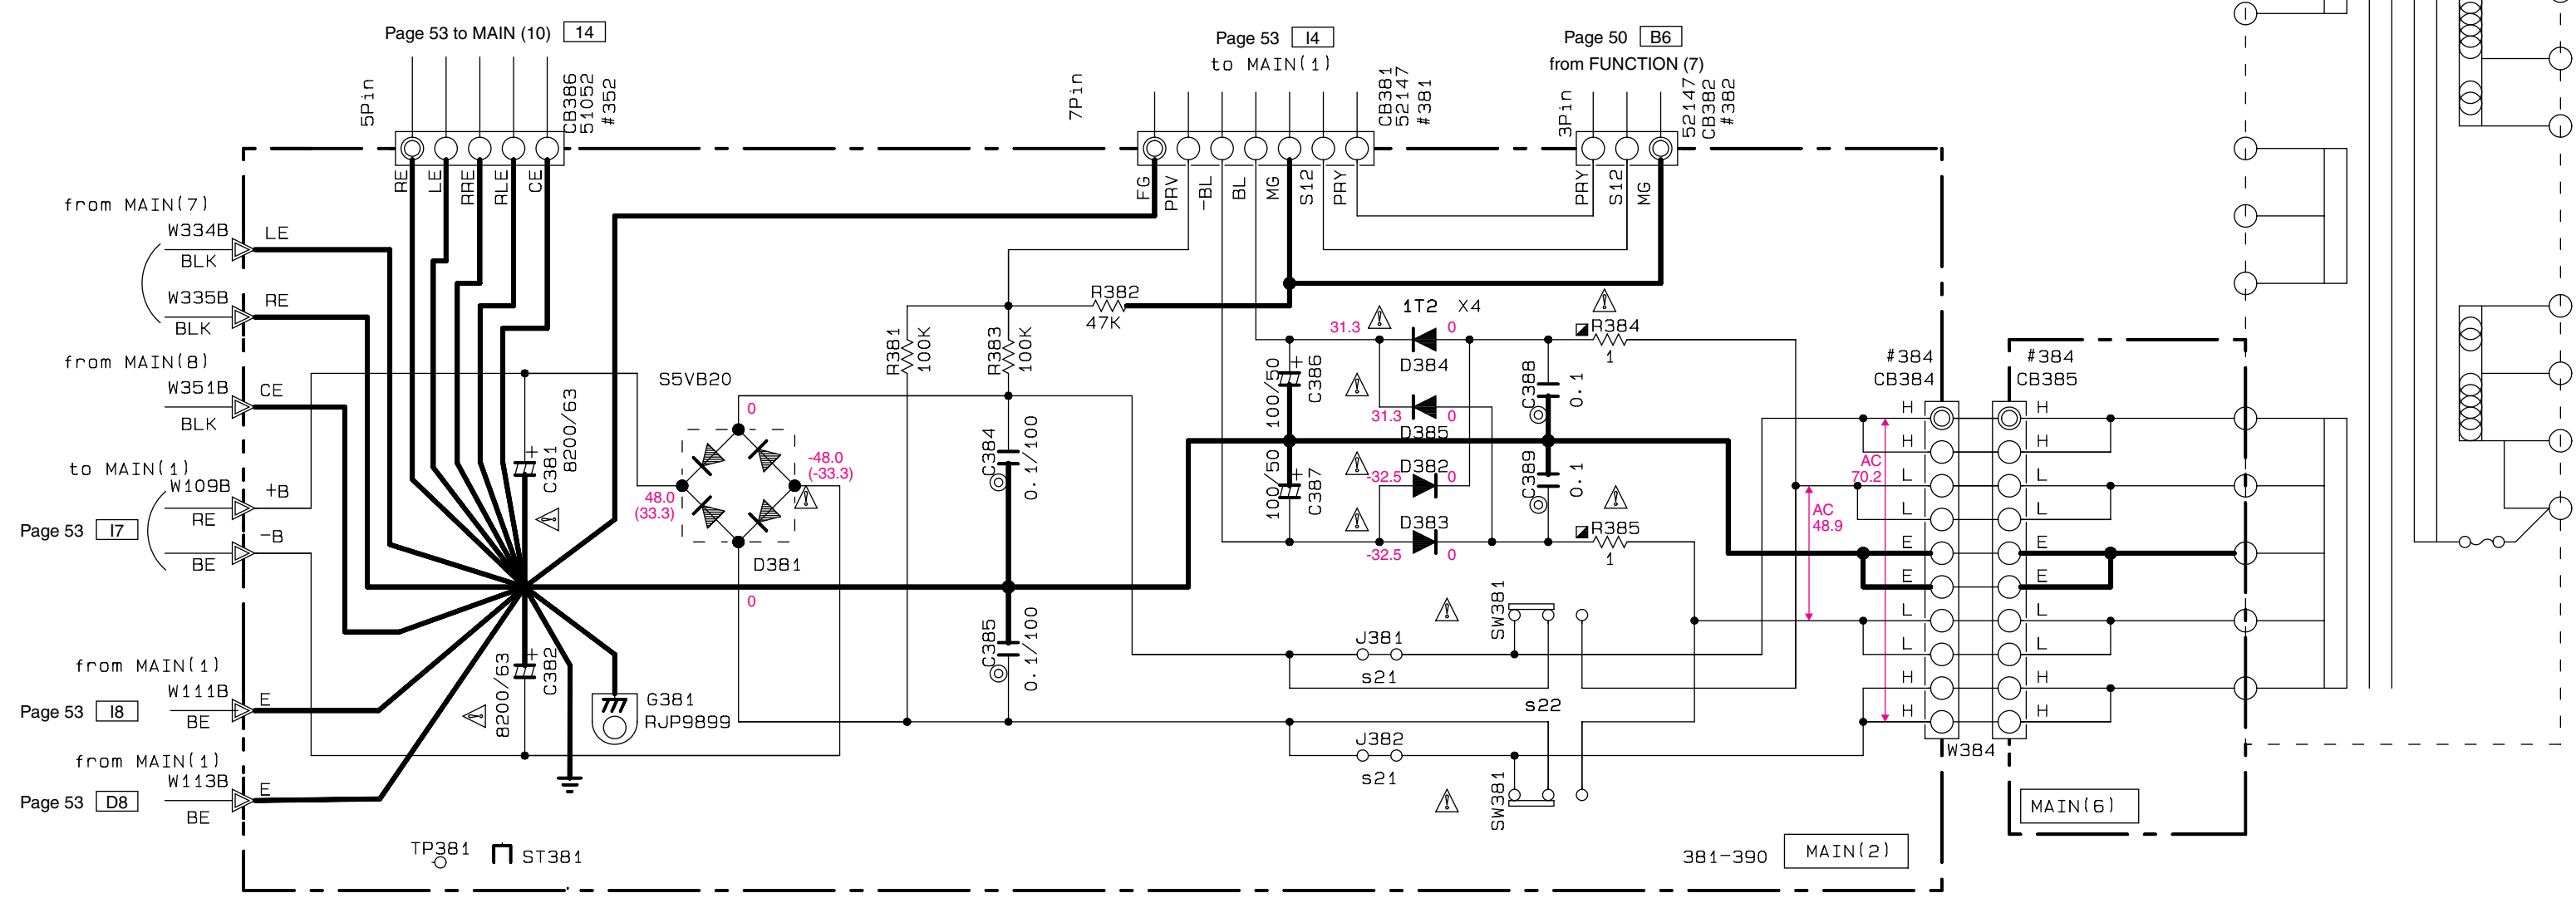 Page 53 to MAIN (10) 14
Page 53 I4
to MAIN(1)
Page 50 B6
from FUNCTION (7)
5Pin
CB386
51052
#352
7Pin
CB381
52147
#381
3Pin
52147
CB382
#382
RE
LE
RRE
RLE
CE
FG
PRV
-BL
BL
MG
S12
PRY
PRY
S12
MG
from MAIN(7)
W334B
LE
BLK
W335B
RE
BLK
from MAIN(8)
W351B
CE
BLK
to MAIN(1)
W109B
+B
RE
Page 53 I7
-B
BE
from MAIN(1)
W111B
E
Page 53 I8
BE
from MAIN(1)
W113B
E
Page 53 D8
BE
C381
8200/63
C382
8200/63
S5VB20
0
-48.0
(-33.3)
48.0
(33.3)
D381
0
G381
RJP9899
R381
100K
R383
100K
R382
47K
C384
0.1/100
C385
0.1/100
1T2 X4
31.3
0
D384
31.3
0
D385
D382
-32.5
0
D383
-32.5
0
C386
100/50
C387
100/50
C388
0.1
C389
0.1
R384
1
R385
1
J381
s21
SW381
s22
J382
s21
SW381
AC
70.2
AC
48.9
#384
CB384
#384
CB385
H
H
L
L
E
E
L
L
H
H
H
H
L
L
E
E
L
L
H
H
W384
MAIN(6)
TP381
ST381
381-390
MAIN(2)